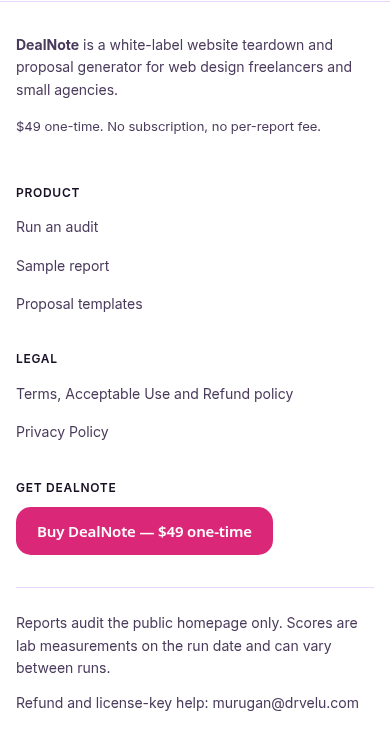 DealNote is a white-label website teardown and
proposal generator for web design freelancers and
small agencies.
$49 one-time. No subscription, no per-report fee.
PRODUCT
Run an audit
Sample report
Proposal templates
LEGAL
Terms, Acceptable Use and Refund policy
Privacy Policy
GET DEALNOTE
Buy DealNote — $49 one-time
Reports audit the public homepage only. Scores are
lab measurements on the run date and can vary
between runs.
Refund and license-key help: murugan@drvelu.com